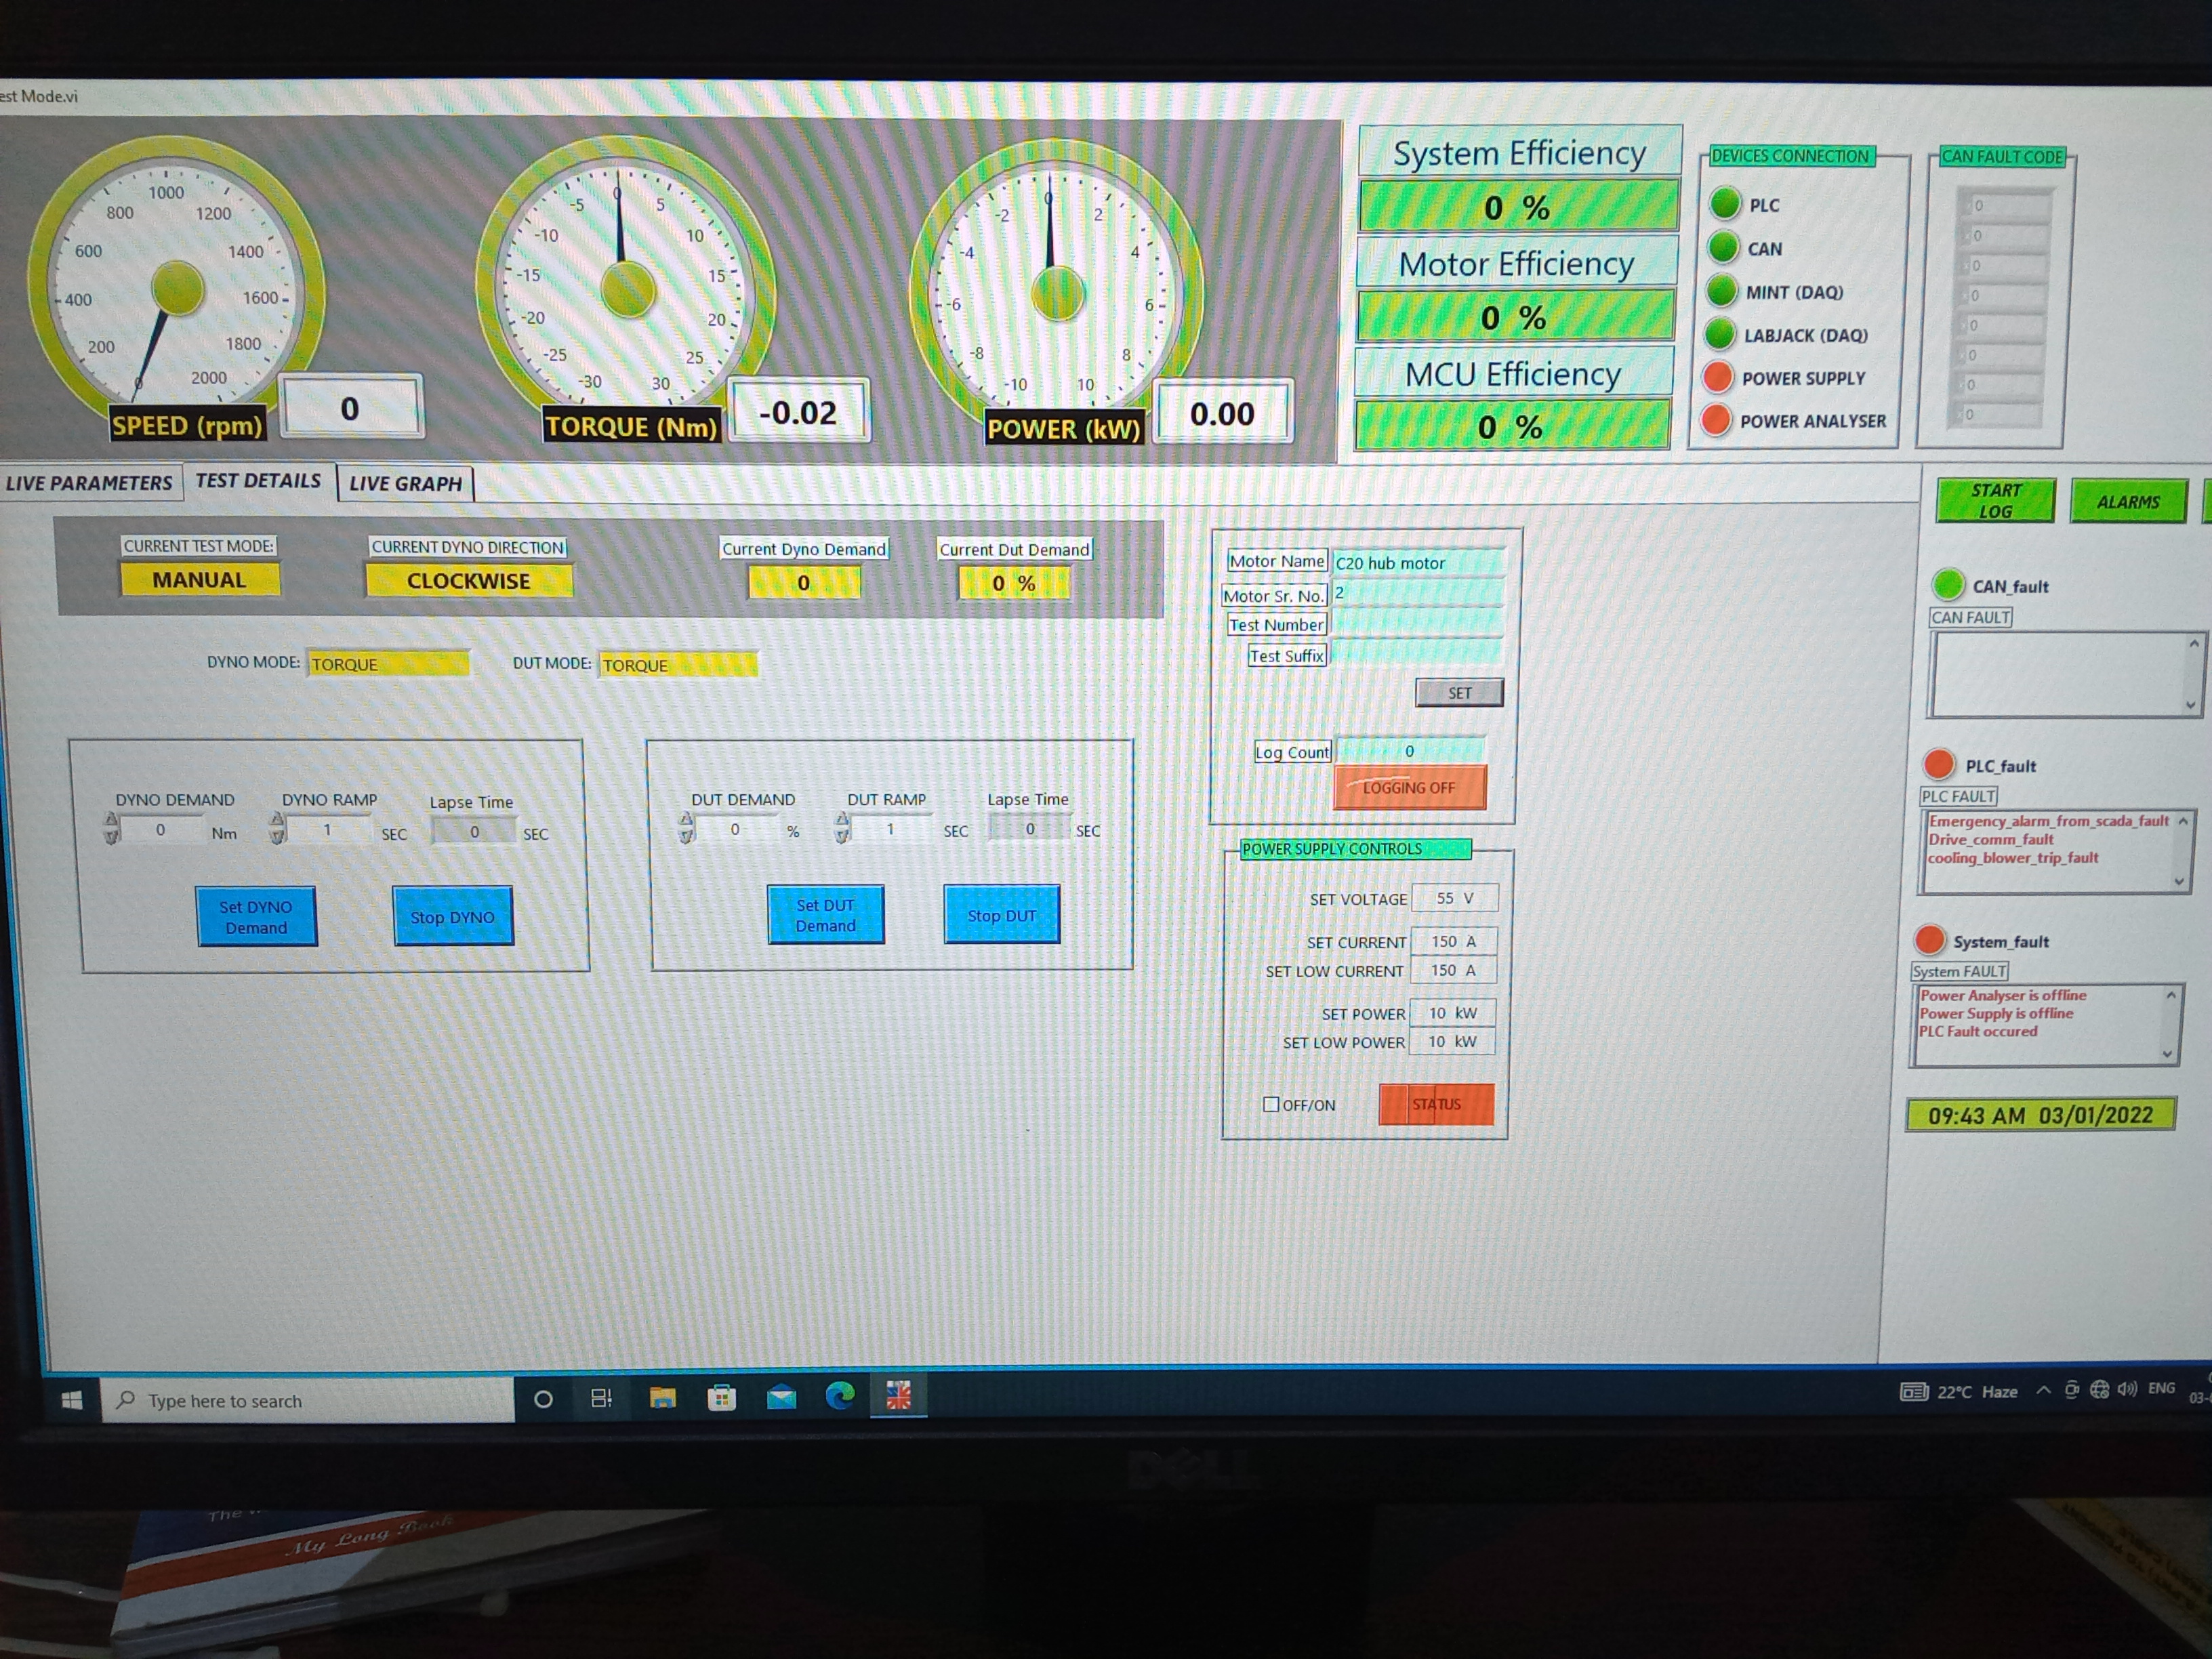 est Mode.vi
0 200 400 600 800 1000 1200 1400 1600 1800 2000
SPEED (rpm)
0
-30 -25 -20 -15 -10 -5 0 5 10 15 20 25 30
TORQUE (Nm)
-0.02
-10 -8 -6 -4 -2 0 2 4 6 8 10
POWER (kW)
0.00
System Efficiency
0 %
Motor Efficiency
0 %
MCU Efficiency
0 %
DEVICES CONNECTION
PLC
CAN
MINT (DAQ)
LABJACK (DAQ)
POWER SUPPLY
POWER ANALYSER
CAN FAULT CODE
0
0
0
0
0
0
0
0
LIVE PARAMETERS TEST DETAILS LIVE GRAPH
START
LOG
ALARMS
CURRENT TEST MODE:
MANUAL
CURRENT DYNO DIRECTION
CLOCKWISE
Current Dyno Demand
0
Current Dut Demand
0 %
DYNO MODE: TORQUE
DUT MODE: TORQUE
DYNO DEMAND
0 Nm
DYNO RAMP
1 SEC
Lapse Time
0 SEC
Set DYNO
Demand
Stop DYNO
DUT DEMAND
0 %
DUT RAMP
1 SEC
Lapse Time
0 SEC
Set DUT
Demand
Stop DUT
Motor Name C20 hub motor
Motor Sr. No. 2
Test Number
Test Suffix
SET
Log Count 0
LOGGING OFF
POWER SUPPLY CONTROLS
SET VOLTAGE 55 V
SET CURRENT 150 A
SET LOW CURRENT 150 A
SET POWER 10 kW
SET LOW POWER 10 kW
OFF/ON STATUS
CAN_fault
CAN FAULT
PLC_fault
PLC FAULT
Emergency_alarm_from_scada_fault
Drive_comm_fault
cooling_blower_trip_fault
System_fault
System FAULT
Power Analyser is offline
Power Supply is offline
PLC Fault occured
09:43 AM 03/01/2022
Type here to search
22°C Haze
ENG
DELL
The
My Long Book